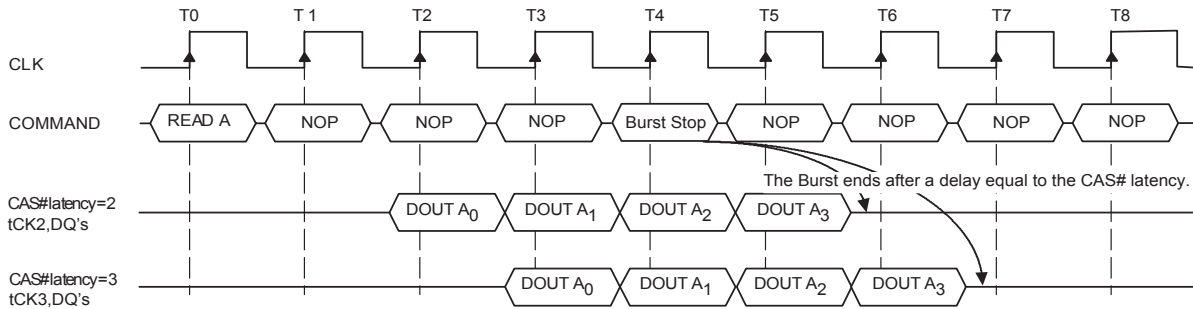 T0 T 1 T2 T3 T4 T5 T6 T7 T8
CLK
COMMAND READ A NOP NOP NOP Burst Stop NOP NOP NOP NOP
The Burst ends after a delay equal to the CAS# latency.
CAS#latency=2
tCK2,DQ's
DOUT A0 DOUT A1 DOUT A2 DOUT A3
CAS#latency=3
tCK3,DQ's
DOUT A0 DOUT A1 DOUT A2 DOUT A3